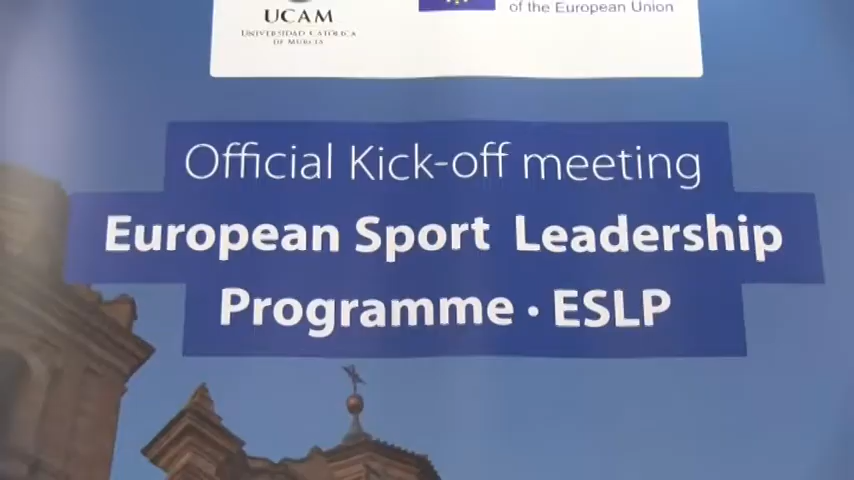 UCAM
UNIVERSIDAD CATÓLICA
DE MURCIA
of the European Union
Official Kick-off meeting
European Sport Leadership
Programme · ESLP